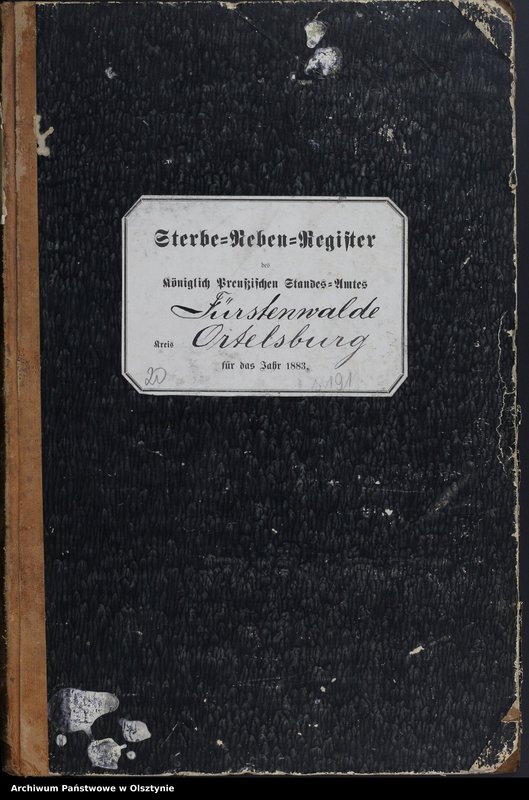 Sterbe=Neben=Register
des
Königlich Preußischen Standes=Amtes
Fürstenwalde
Kreis Ortelsburg
für das Jahr 1883.
20
191
Archiwum Państwowe w Olsztynie